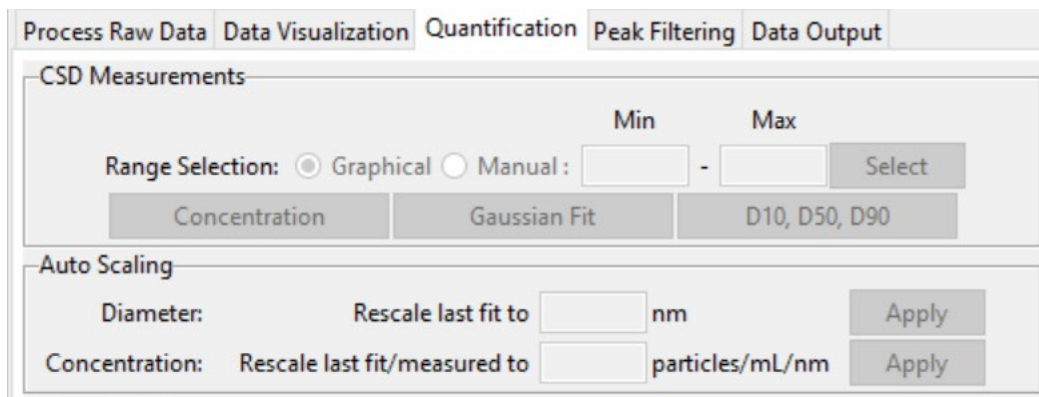 Process Raw Data Data Visualization Quantification Peak Filtering Data Output
CSD Measurements
Min Max
Range Selection: Graphical Manual : - Select
Concentration Gaussian Fit D10, D50, D90
Auto Scaling
Diameter: Rescale last fit to nm Apply
Concentration: Rescale last fit/measured to particles/mL/nm Apply